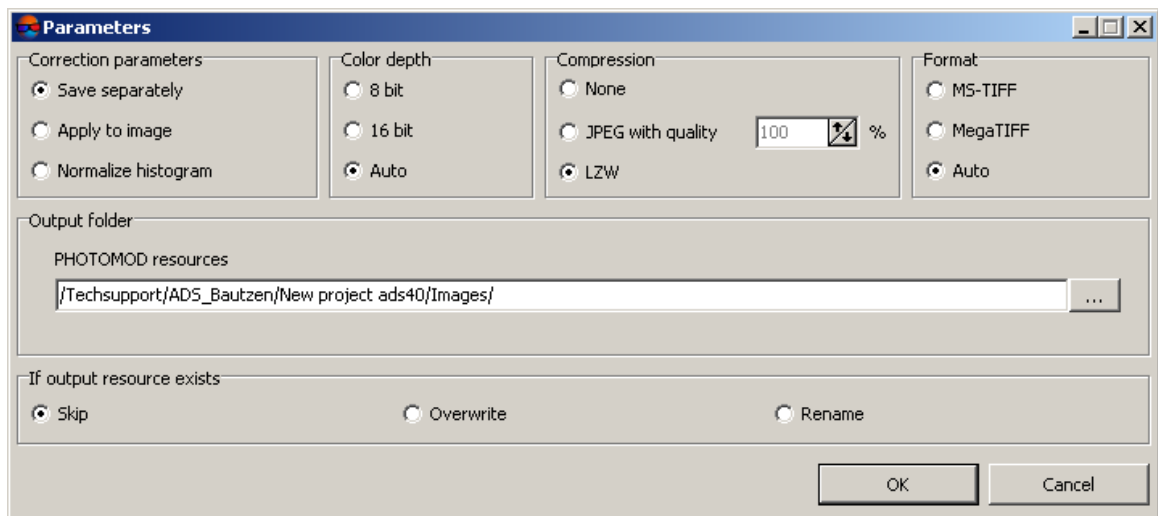 Parameters
Correction parameters
Save separately
Apply to image
Normalize histogram
Color depth
8 bit
16 bit
Auto
Compression
None
JPEG with quality 100 %
LZW
Format
MS-TIFF
MegaTIFF
Auto
Output folder
PHOTOMOD resources
/Techsupport/ADS_Bautzen/New project ads40/Images/
...
If output resource exists
Skip
Overwrite
Rename
OK
Cancel